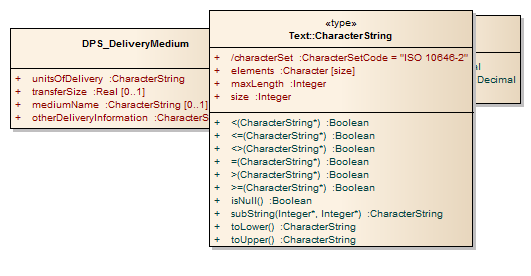 DPS_DeliveryMedium
+ unitsOfDelivery :CharacterString
+ transferSize :Real [0..1]
+ mediumName :CharacterString [0..1]
+ otherDeliveryInformation :CharacterS
«type»
Text::CharacterString
+ /characterSet :CharacterSetCode = "ISO 10646-2"
+ elements :Character [size]
+ maxLength :Integer
+ size :Integer
+ <(CharacterString*) :Boolean
+ <=(CharacterString*) :Boolean
+ <>(CharacterString*) :Boolean
+ =(CharacterString*) :Boolean
+ >(CharacterString*) :Boolean
+ >=(CharacterString*) :Boolean
+ isNull() :Boolean
+ subString(Integer*, Integer*) :CharacterString
+ toLower() :CharacterString
+ toUpper() :CharacterString
al
Decimal